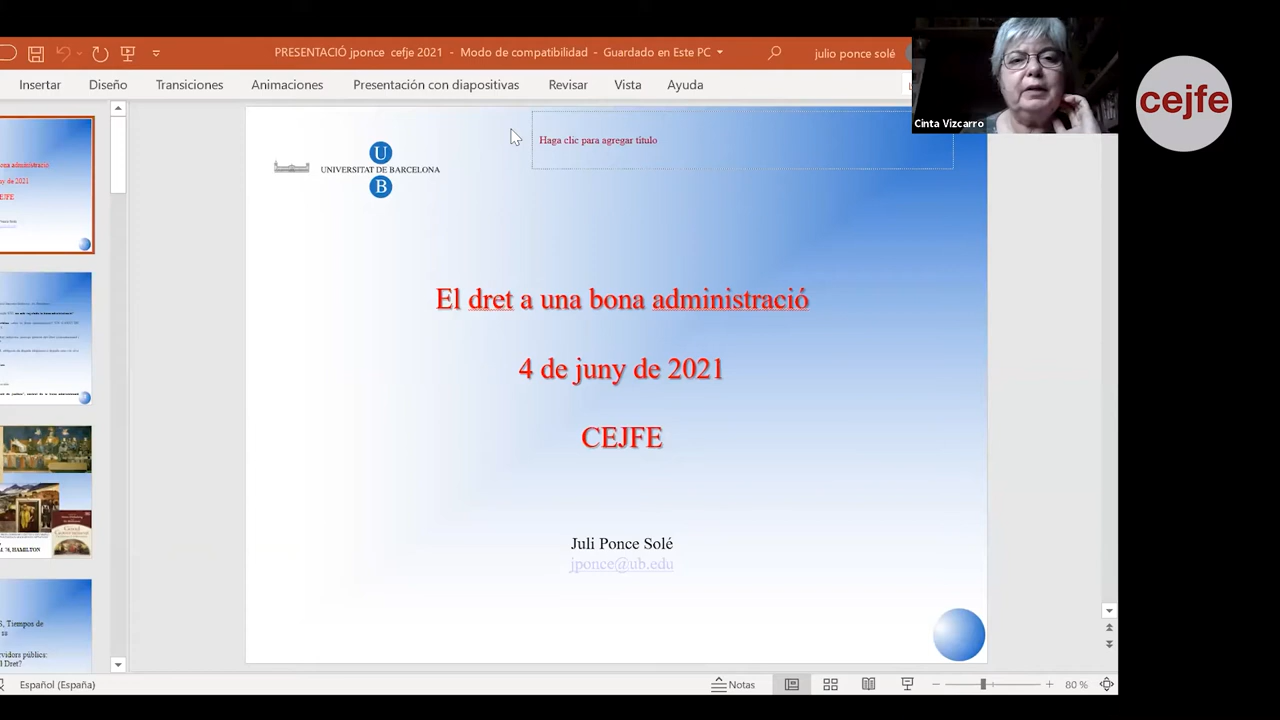 PRESENTACIÓ jponce cefje 2021 - Modo de compatibilidad - Guardado en Este PC
julio ponce solé
Insertar Diseño Transiciones Animaciones Presentación con diapositivas Revisar Vista Ayuda
Cinta Vizcarro
cejfe
Haga clic para agregar título
U
UNIVERSITAT DE BARCELONA
B
El dret a una bona administració
4 de juny de 2021
CEJFE
Juli Ponce Solé
jponce@ub.edu
Español (España)
Notas
80 %